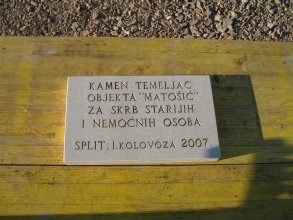 KAMEN TEMELJAC
OBJEKTA "MATOŠIĆ"
ZA SKRB STARIJIH
I NEMOĆNIH OSOBA
SPLIT, 1.KOLOVOZA 2007.